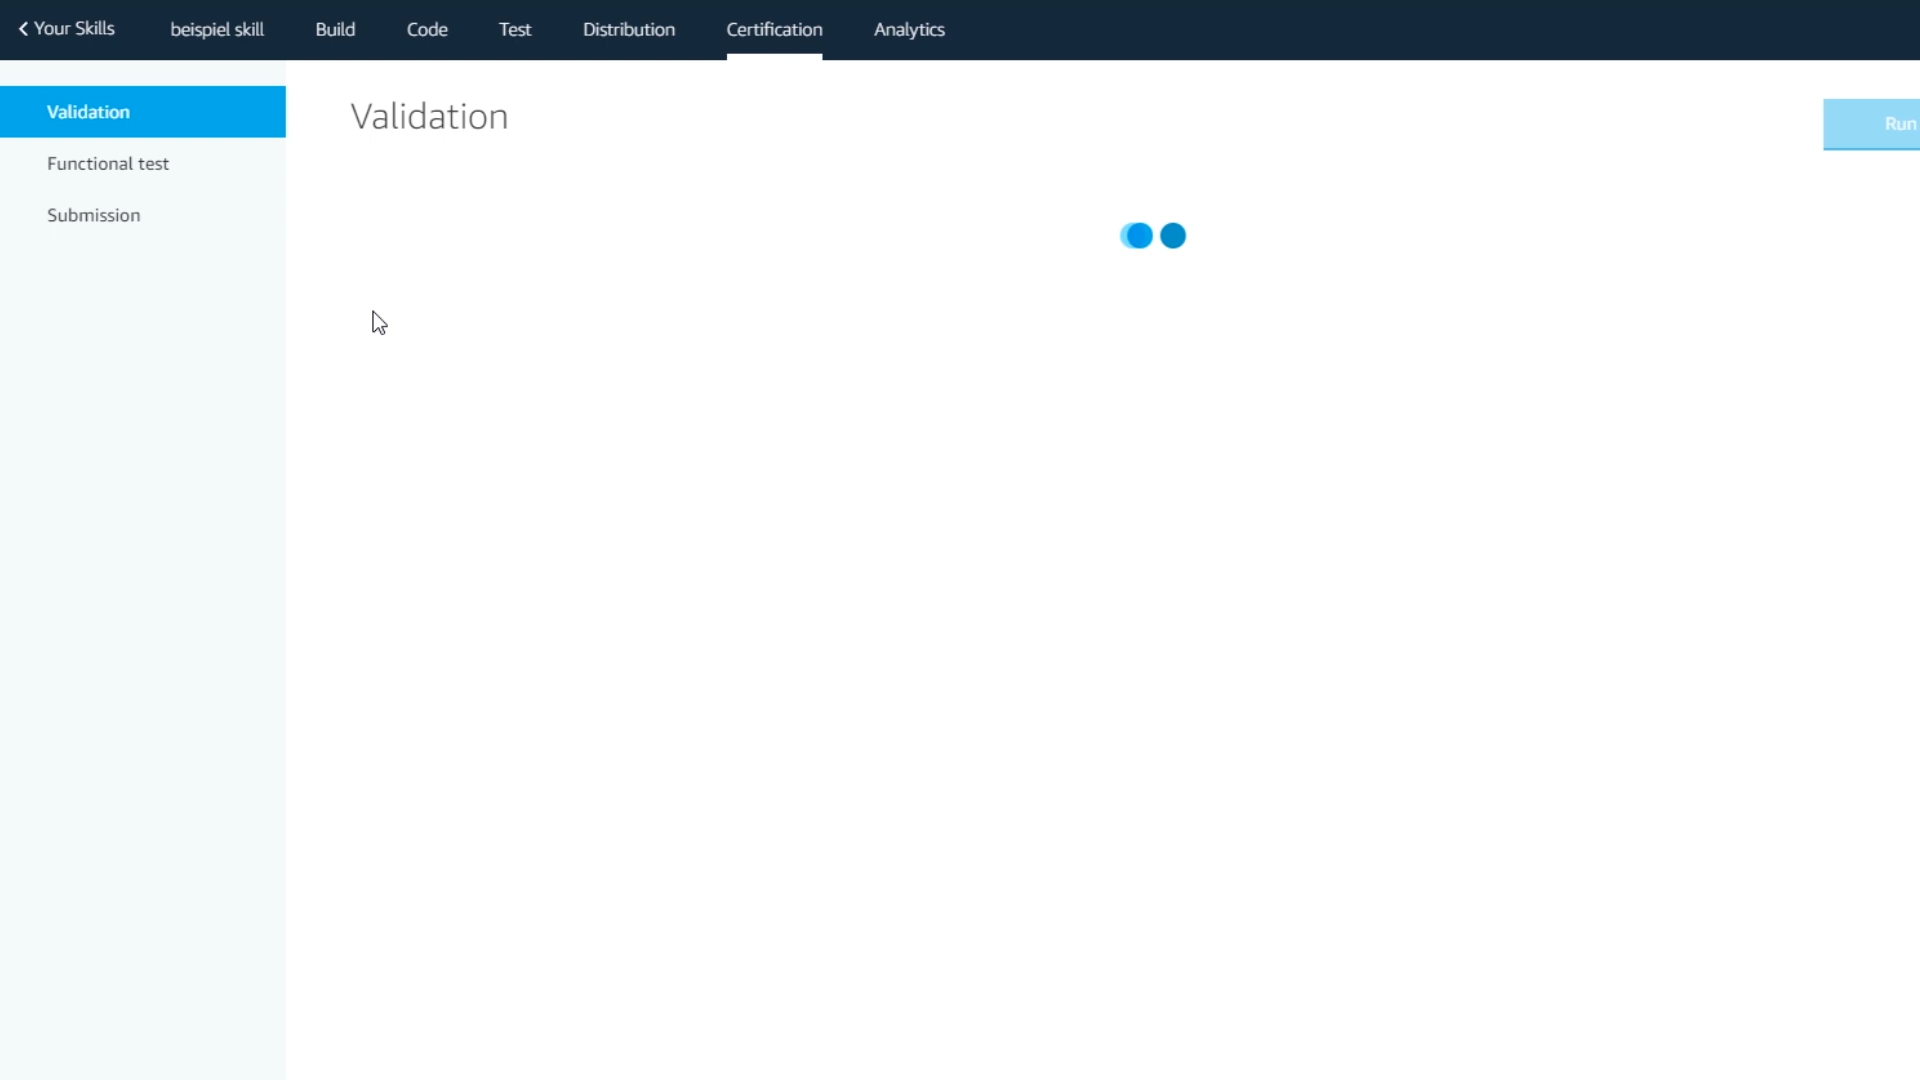 Your Skills
beispiel skill
Build
Code
Test
Distribution
Certification
Analytics
Validation
Functional test
Submission
Validation
Run